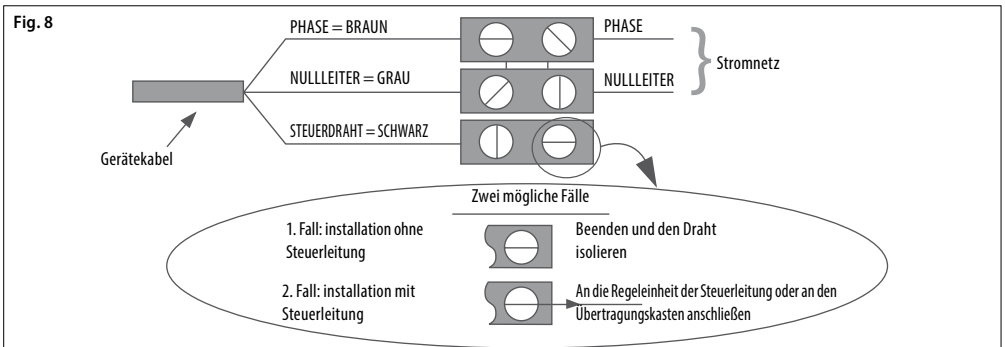 Fig. 8
PHASE = BRAUN
PHASE
NULLLEITER = GRAU
NULLLEITER
Stromnetz
STEUERDRAHT = SCHWARZ
Gerätekabel
Zwei mögliche Fälle
1. Fall: installation ohne
Steuerleitung
Beenden und den Draht
isolieren
2. Fall: installation mit
Steuerleitung
An die Regeleinheit der Steuerleitung oder an den
Übertragungskasten anschließen